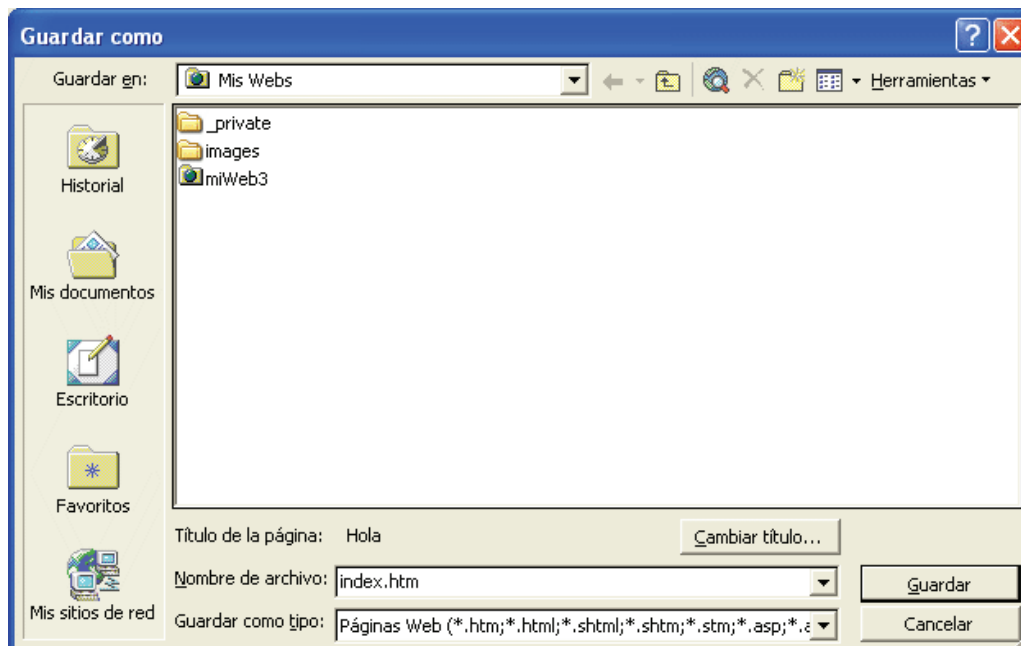 Guardar como
Guardar en:
Mis Webs
Herramientas
_private
images
miWeb3
Historial
Mis documentos
Escritorio
Favoritos
Mis sitios de red
Título de la página: Hola
Cambiar título...
Nombre de archivo: index.htm
Guardar
Guardar como tipo: Páginas Web (*.htm;*.html;*.shtml;*.shtm;*.stm;*.asp;*.a
Cancelar